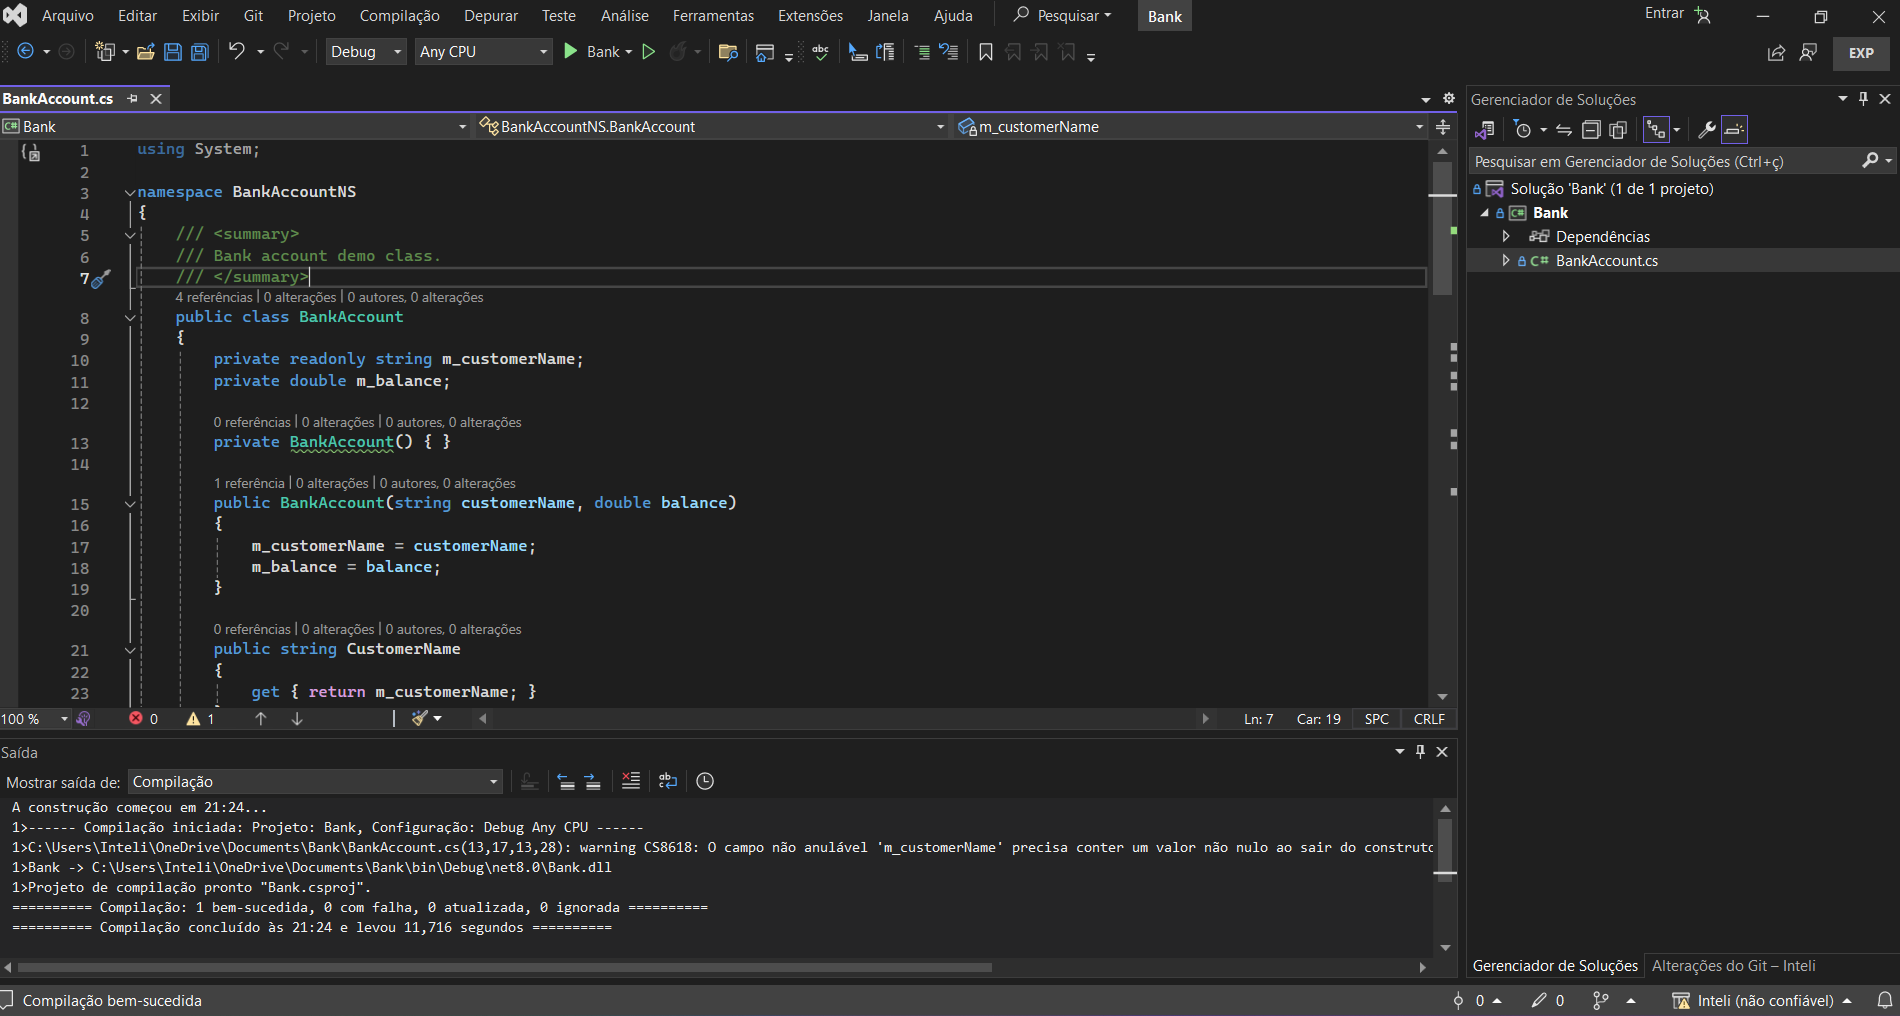 Arquivo Editar Exibir Git Projeto Compilação Depurar Teste Análise Ferramentas Extensões Janela Ajuda Pesquisar Bank Entrar
Debug Any CPU Bank abc EXP
BankAccount.cs
C# Bank BankAccountNS.BankAccount m_customerName
1 using System;
2
3 namespace BankAccountNS
4 {
5 /// <summary>
6 /// Bank account demo class.
7 /// </summary>
4 referências | 0 alterações | 0 autores, 0 alterações
8 public class BankAccount
9 {
10 private readonly string m_customerName;
11 private double m_balance;
12
0 referências | 0 alterações | 0 autores, 0 alterações
13 private BankAccount() { }
14
1 referência | 0 alterações | 0 autores, 0 alterações
15 public BankAccount(string customerName, double balance)
16 {
17 m_customerName = customerName;
18 m_balance = balance;
19 }
20
0 referências | 0 alterações | 0 autores, 0 alterações
21 public string CustomerName
22 {
23 get { return m_customerName; }
100 % 0 1 Ln: 7 Car: 19 SPC CRLF
Saída
Mostrar saída de: Compilação
A construção começou em 21:24...
1>------ Compilação iniciada: Projeto: Bank, Configuração: Debug Any CPU ------
1>C:\Users\Inteli\OneDrive\Documents\Bank\BankAccount.cs(13,17,13,28): warning CS8618: O campo não anulável 'm_customerName' precisa conter um valor não nulo ao sair do construto
1>Bank -> C:\Users\Inteli\OneDrive\Documents\Bank\bin\Debug\net8.0\Bank.dll
1>Projeto de compilação pronto "Bank.csproj".
========== Compilação: 1 bem-sucedida, 0 com falha, 0 atualizada, 0 ignorada ==========
========== Compilação concluído às 21:24 e levou 11,716 segundos ==========
Gerenciador de Soluções
Pesquisar em Gerenciador de Soluções (Ctrl+ç)
Solução 'Bank' (1 de 1 projeto)
C# Bank
Dependências
C# BankAccount.cs
Gerenciador de Soluções Alterações do Git – Inteli
Compilação bem-sucedida 0 0 Inteli (não confiável)